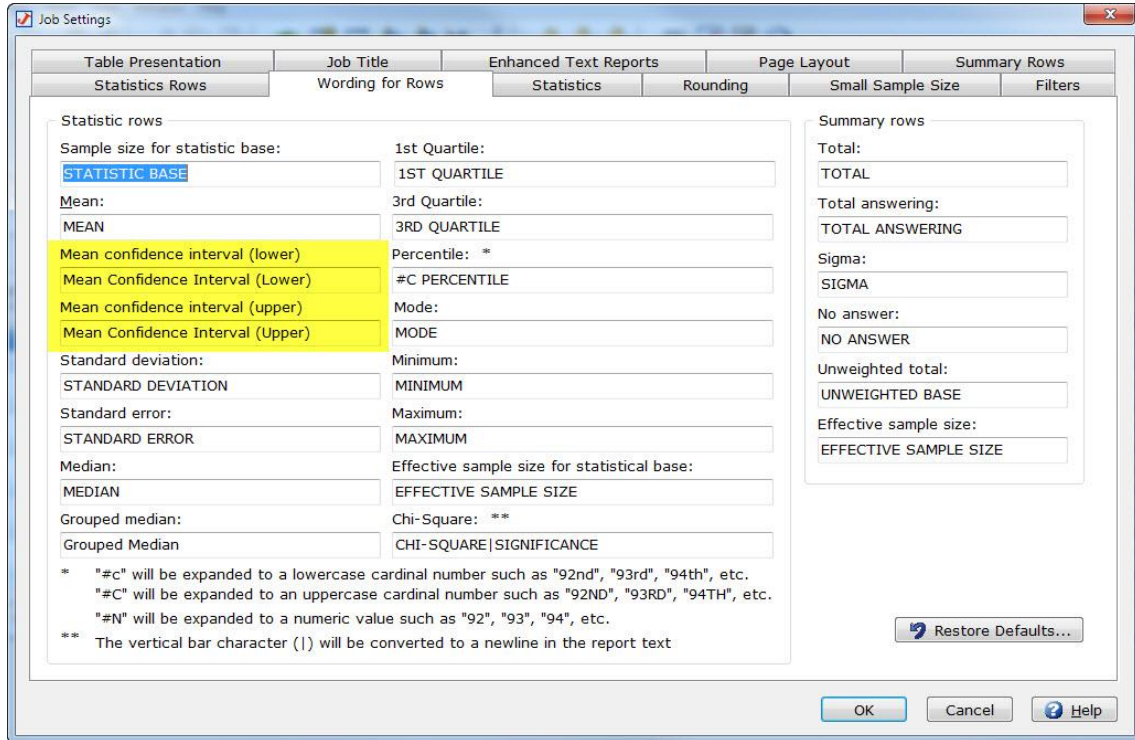 Job Settings
Table Presentation
Job Title
Enhanced Text Reports
Page Layout
Summary Rows
Statistics Rows
Wording for Rows
Statistics
Rounding
Small Sample Size
Filters
Statistic rows
Sample size for statistic base:
STATISTIC BASE
Mean:
MEAN
Mean confidence interval (lower)
Mean Confidence Interval (Lower)
Mean confidence interval (upper)
Mean Confidence Interval (Upper)
Standard deviation:
STANDARD DEVIATION
Standard error:
STANDARD ERROR
Median:
MEDIAN
Grouped median:
Grouped Median
1st Quartile:
1ST QUARTILE
3rd Quartile:
3RD QUARTILE
Percentile: *
#C PERCENTILE
Mode:
MODE
Minimum:
MINIMUM
Maximum:
MAXIMUM
Effective sample size for statistical base:
EFFECTIVE SAMPLE SIZE
Chi-Square: **
CHI-SQUARE|SIGNIFICANCE
* "#c" will be expanded to a lowercase cardinal number such as "92nd", "93rd", "94th", etc.
"#C" will be expanded to an uppercase cardinal number such as "92ND", "93RD", "94TH", etc.
"#N" will be expanded to a numeric value such as "92", "93", "94", etc.
** The vertical bar character (|) will be converted to a newline in the report text
Summary rows
Total:
TOTAL
Total answering:
TOTAL ANSWERING
Sigma:
SIGMA
No answer:
NO ANSWER
Unweighted total:
UNWEIGHTED BASE
Effective sample size:
EFFECTIVE SAMPLE SIZE
Restore Defaults...
OK
Cancel
Help